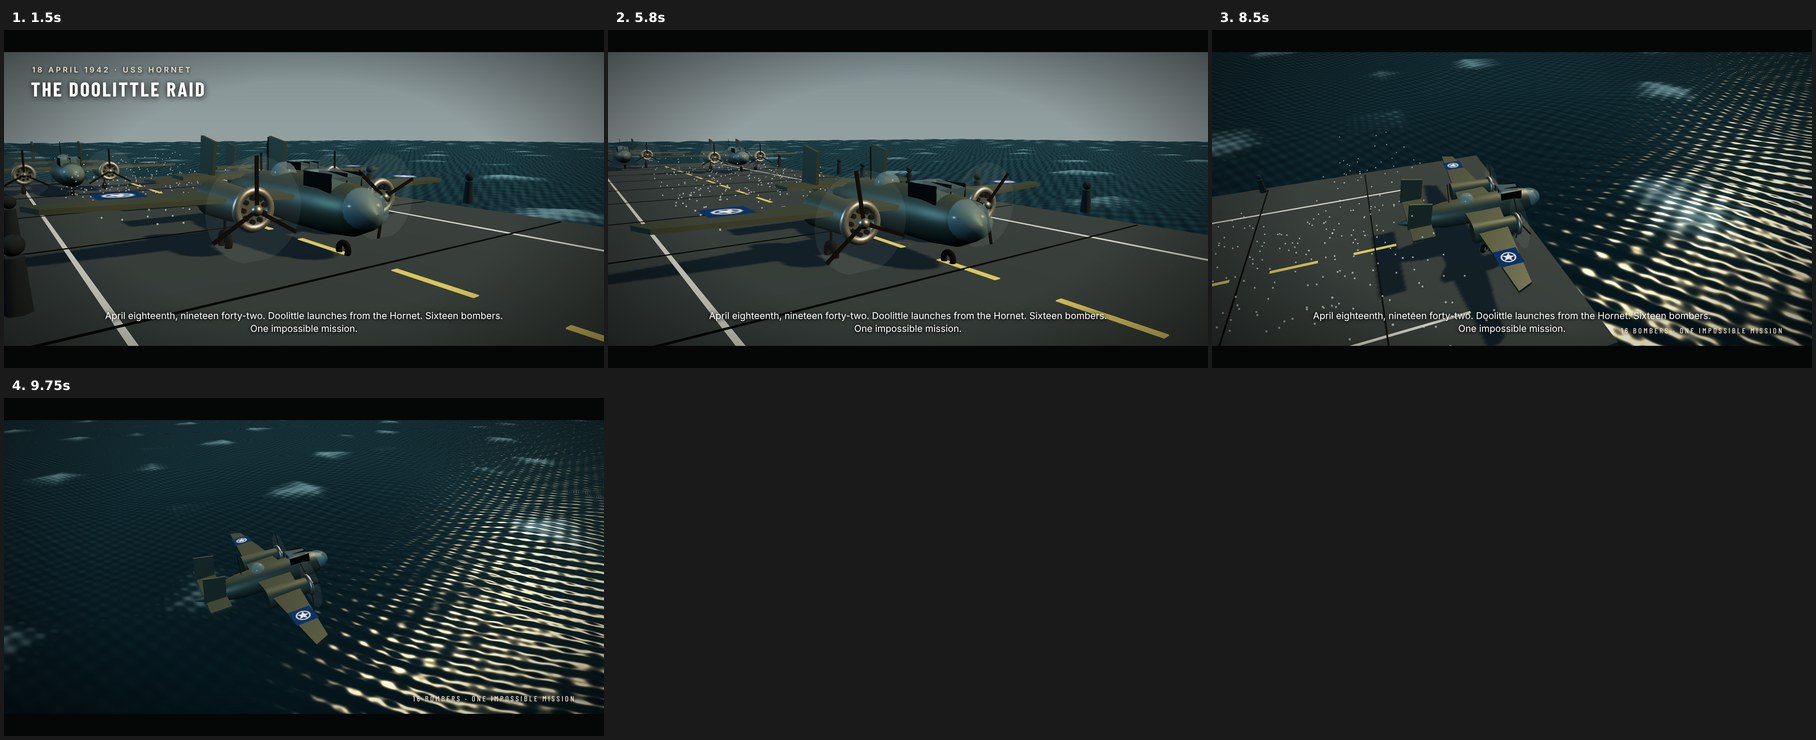 1. 1.5s
18 APRIL 1942 · USS HORNET
THE DOOLITTLE RAID
April eighteenth, nineteen forty-two. Doolittle launches from the Hornet. Sixteen bombers.
One impossible mission.
2. 5.8s
April eighteenth, nineteen forty-two. Doolittle launches from the Hornet. Sixteen bombers.
One impossible mission.
3. 8.5s
April eighteenth, nineteen forty-two. Doolittle launches from the Hornet. Sixteen bombers.
One impossible mission.
16 BOMBERS · ONE IMPOSSIBLE MISSION
4. 9.75s
16 BOMBERS · ONE IMPOSSIBLE MISSION